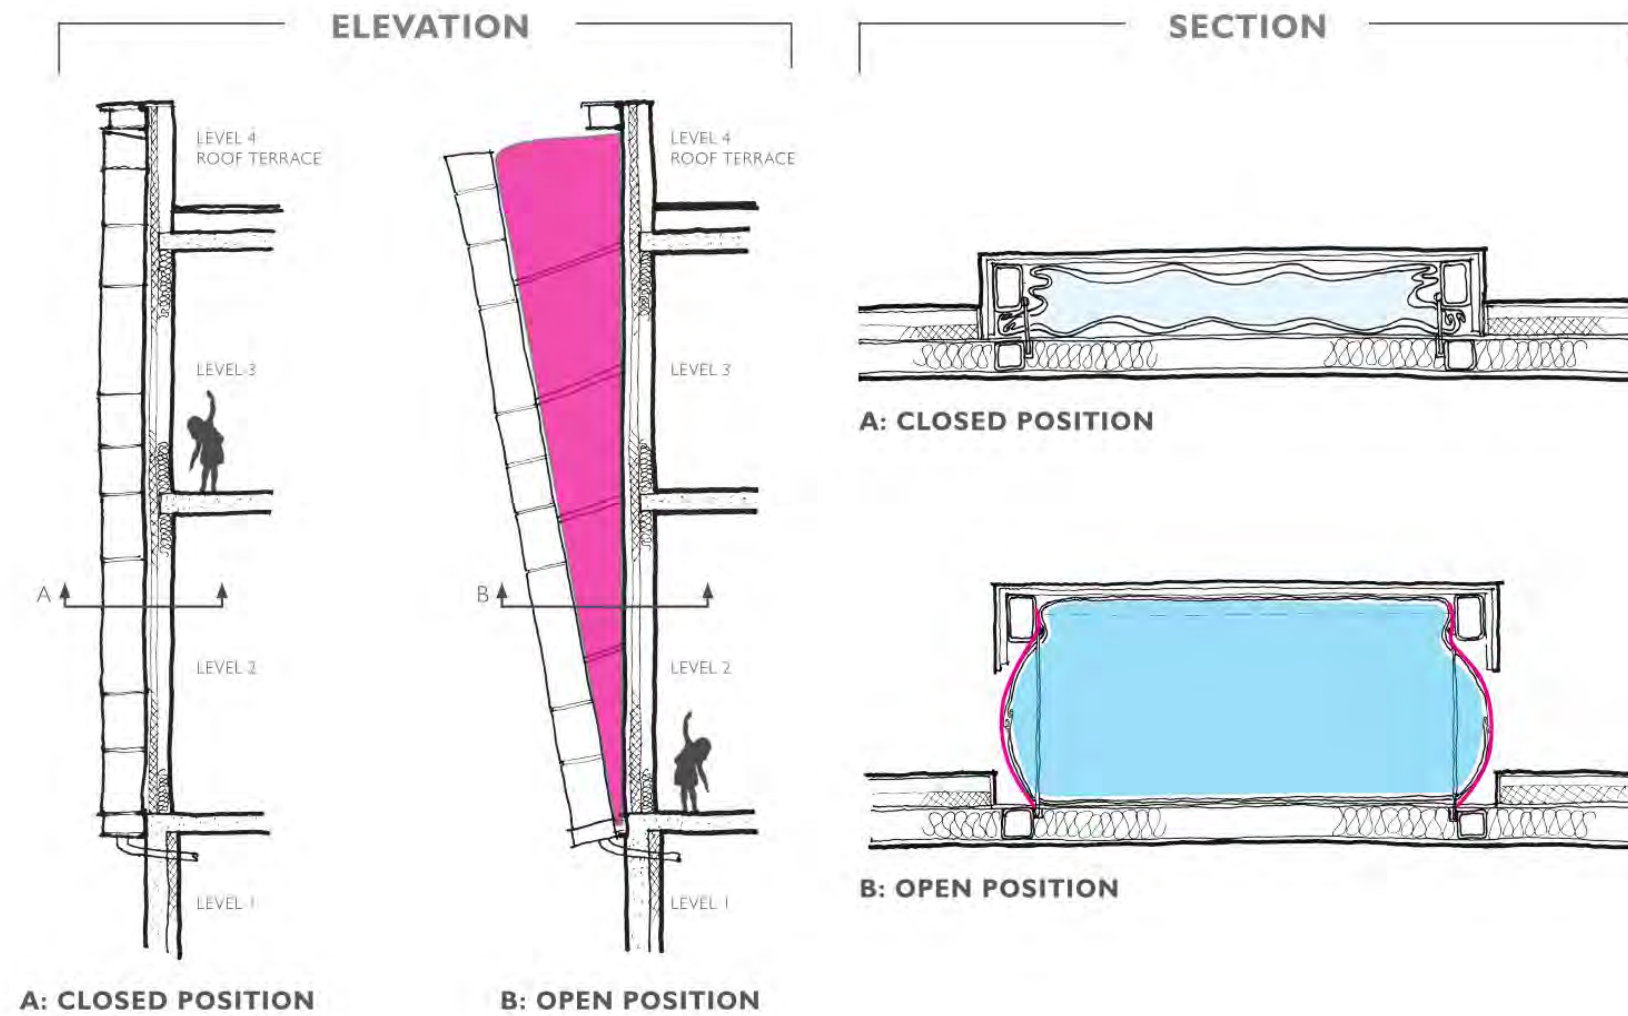 ELEVATION
SECTION
LEVEL 4
ROOF TERRACE
LEVEL 3
A
LEVEL 2
LEVEL 1
A: CLOSED POSITION
LEVEL 4
ROOF TERRACE
LEVEL 3
B
LEVEL 2
LEVEL 1
B: OPEN POSITION
A: CLOSED POSITION
B: OPEN POSITION